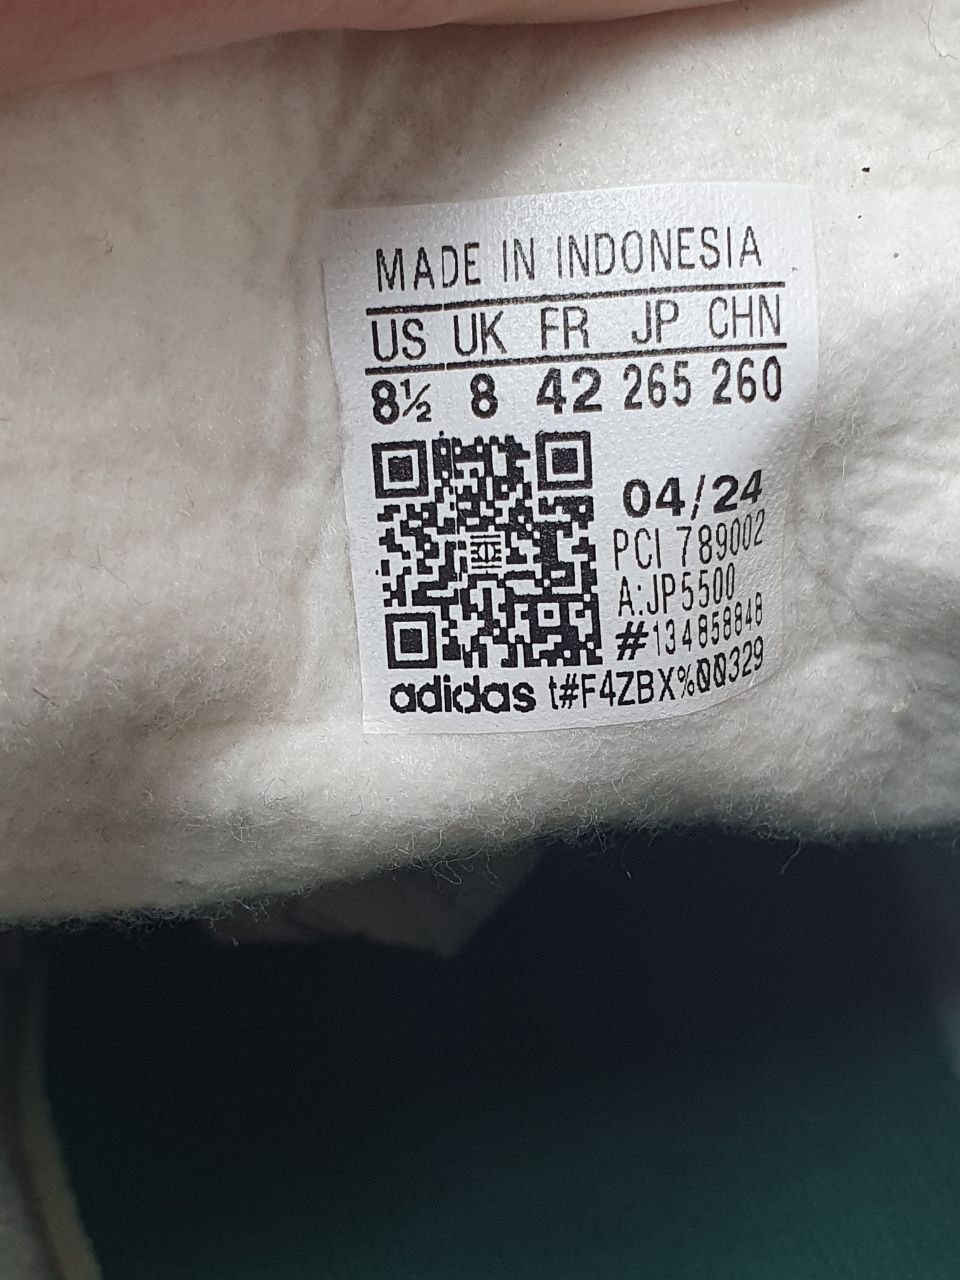 MADE IN INDONESIA
US UK FR JP CHN
8½ 8 42 265 260
04/24
PCI 789002
A:JP5500
#134858848
adidas t#F4ZBX%00329